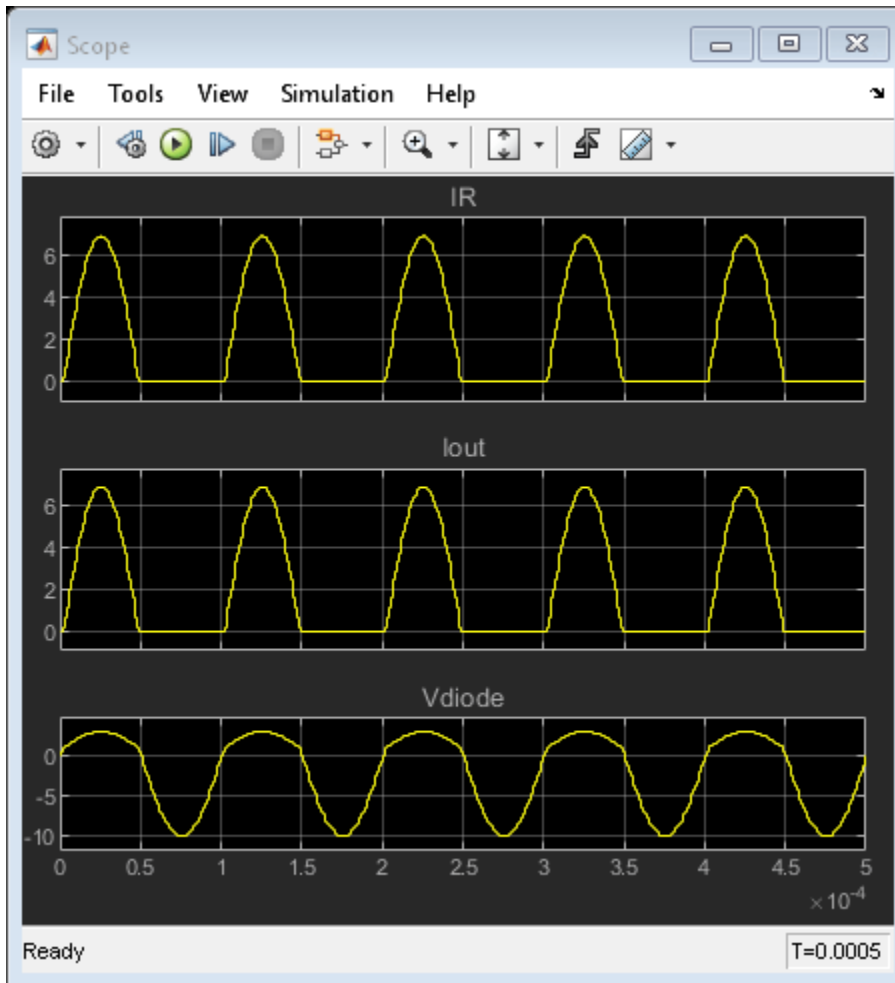 Scope
File Tools View Simulation Help
IR
6
4
2
0
Iout
6
4
2
0
Vdiode
0
-5
-10
0 0.5 1 1.5 2 2.5 3 3.5 4 4.5 5
×10⁻⁴
Ready T=0.0005